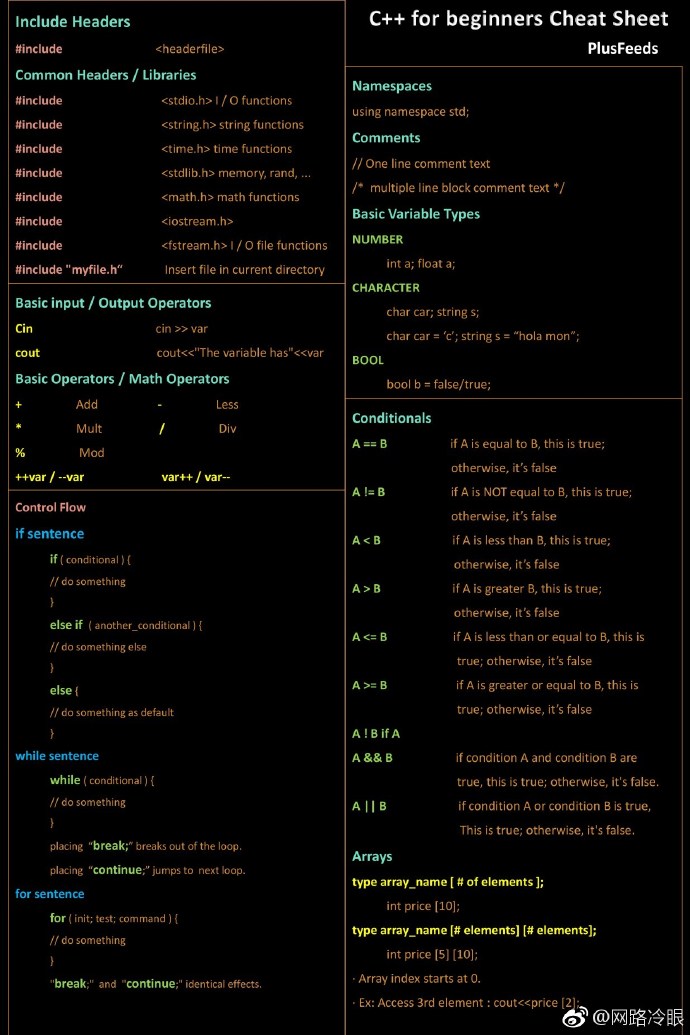 Include Headers
#include <headerfile>
Common Headers / Libraries
#include <stdio.h> I / O functions
#include <string.h> string functions
#include <time.h> time functions
#include <stdlib.h> memory, rand, ...
#include <math.h> math functions
#include <iostream.h>
#include <fstream.h> I / O file functions
#include "myfile.h“ Insert file in current directory
Basic input / Output Operators
Cin cin >> var
cout cout<<"The variable has"<<var
Basic Operators / Math Operators
+ Add - Less
* Mult / Div
% Mod
++var / --var var++ / var--
Control Flow
if sentence
if ( conditional ) {
// do something
}
else if ( another_conditional ) {
// do something else
}
else {
// do something as default
}
while sentence
while ( conditional ) {
// do something
}
placing “break;” breaks out of the loop.
placing “continue;” jumps to next loop.
for sentence
for ( init; test; command ) {
// do something
}
"break;" and "continue;" identical effects.
C++ for beginners Cheat Sheet
PlusFeeds
Namespaces
using namespace std;
Comments
// One line comment text
/* multiple line block comment text */
Basic Variable Types
NUMBER
int a; float a;
CHARACTER
char car; string s;
char car = ‘c’; string s = “hola mon”;
BOOL
bool b = false/true;
Conditionals
A == B if A is equal to B, this is true;
otherwise, it’s false
A != B if A is NOT equal to B, this is true;
otherwise, it’s false
A < B if A is less than B, this is true;
otherwise, it’s false
A > B if A is greater B, this is true;
otherwise, it’s false
A <= B if A is less than or equal to B, this is
true; otherwise, it’s false
A >= B if A is greater or equal to B, this is
true; otherwise, it’s false
A ! B if A
A && B if condition A and condition B are
true, this is true; otherwise, it's false.
A || B if condition A or condition B is true,
This is true; otherwise, it's false.
Arrays
type array_name [ # of elements ];
int price [10];
type array_name [# elements] [# elements];
int price [5] [10];
· Array index starts at 0.
· Ex: Access 3rd element : cout<<price [2];
@网路冷眼